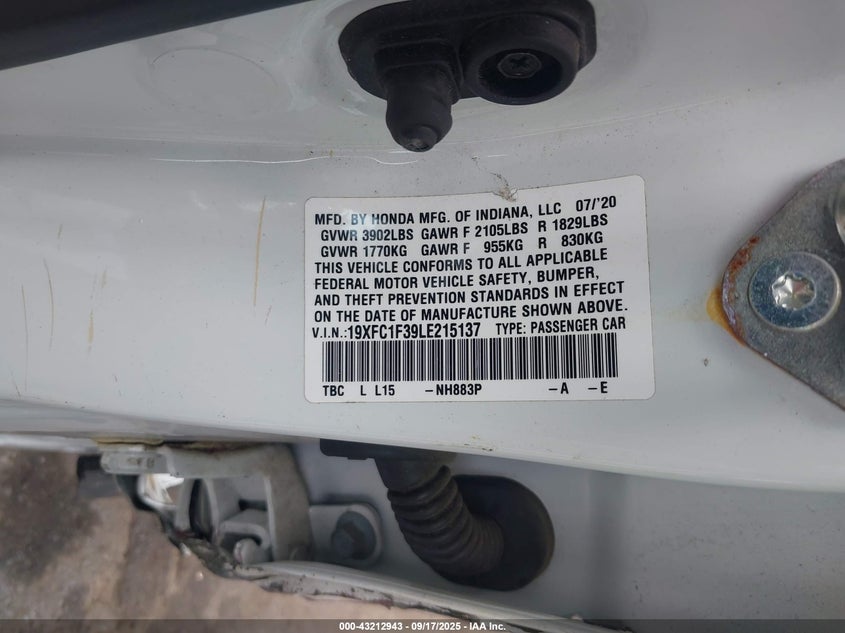 MFD. BY HONDA MFG. OF INDIANA, LLC 07/'20
GVWR 3902LBS GAWR F 2105LBS R 1829LBS
GVWR 1770KG GAWR F 955KG R 830KG
THIS VEHICLE CONFORMS TO ALL APPLICABLE
FEDERAL MOTOR VEHICLE SAFETY, BUMPER,
AND THEFT PREVENTION STANDARDS IN EFFECT
ON THE DATE OF MANUFACTURE SHOWN ABOVE.
V.I.N.:19XFC1F39LE215137 TYPE: PASSENGER CAR
TBC L L15 -NH883P -A -E
000-43212943 - 09/17/2025 - IAA Inc.